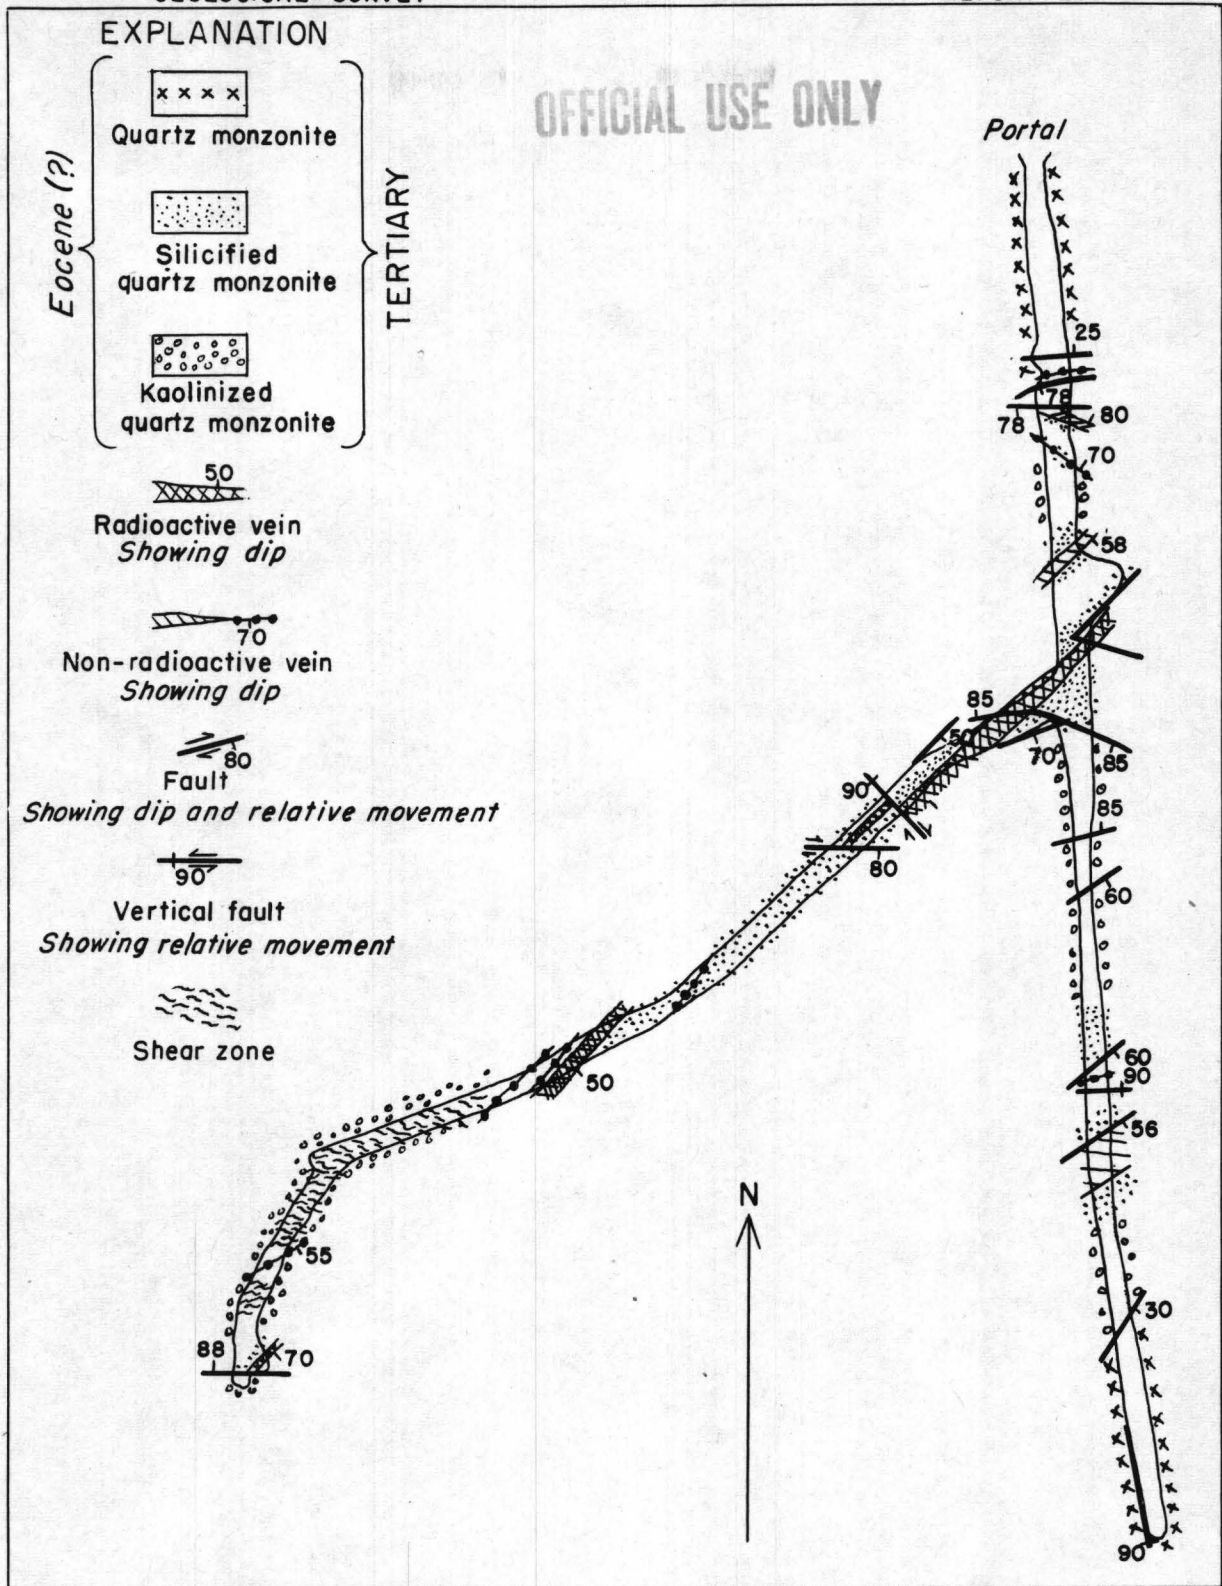 GEOLOGICAL SURVEY
EXPLANATION
Quartz monzonite
Silicified
quartz monzonite
Kaolinized
quartz monzonite
Eocene (?)
TERTIARY
50
Radioactive vein
Showing dip
70
Non-radioactive vein
Showing dip
80
Fault
Showing dip and relative movement
90
Vertical fault
Showing relative movement
Shear zone
OFFICIAL USE ONLY
Portal
25
78
78
80
70
58
85
50
70
85
90
80
85
60
50
60
90
56
55
30
88
70
90
N